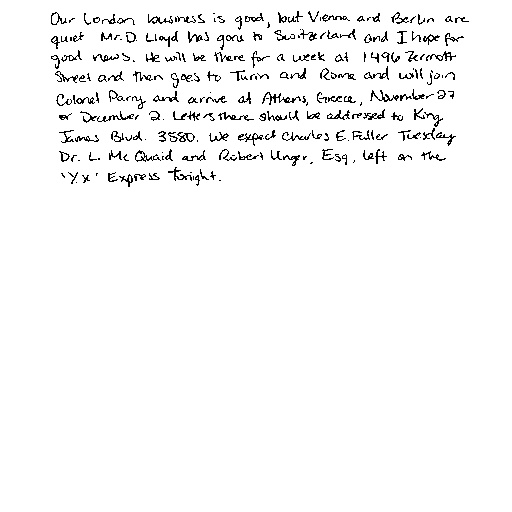 Our London business is good, but Vienna and Berlin are
quiet Mr. D. Lloyd has gone to Switzerland and I hope for
good news. He will be there for a week at 1496 Zermott
Street and then goes to Turin and Rome and will join
Colonel Parry and arrive at Athens, Greece, November 27
or December 2. Letters there should be addressed to King
James Blvd. 3580. We expect Charles E. Fuller Tuesday
Dr. L. Mc Quaid and Robert Unger, Esq., left on the
'Y.X' Express tonight.